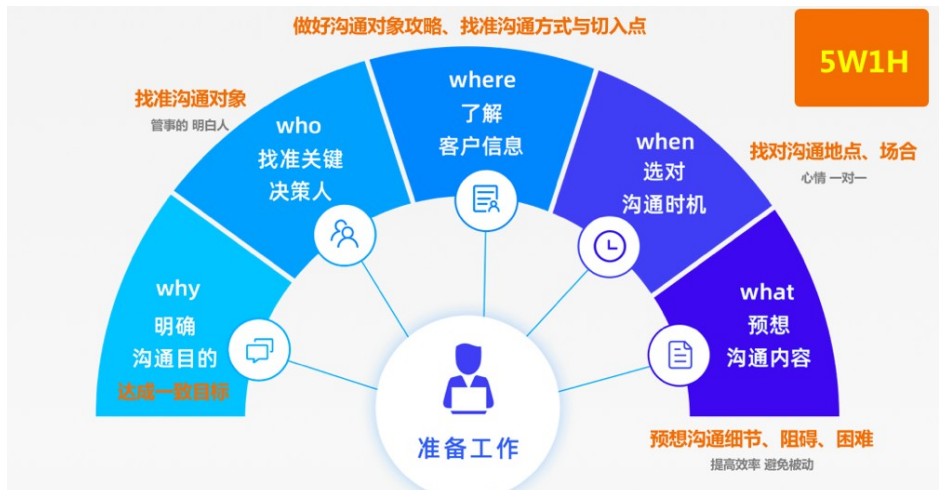 做好沟通对象攻略、找准沟通方式与切入点
5W1H
找准沟通对象
管事的 明白人
who
找准关键
决策人
where
了解
客户信息
when
选对
沟通时机
找对沟通地点、场合
心情 一对一
why
明确
沟通目的
达成一致目标
what
预想
沟通内容
准备工作
预想沟通细节、阻碍、困难
提高效率 避免被动